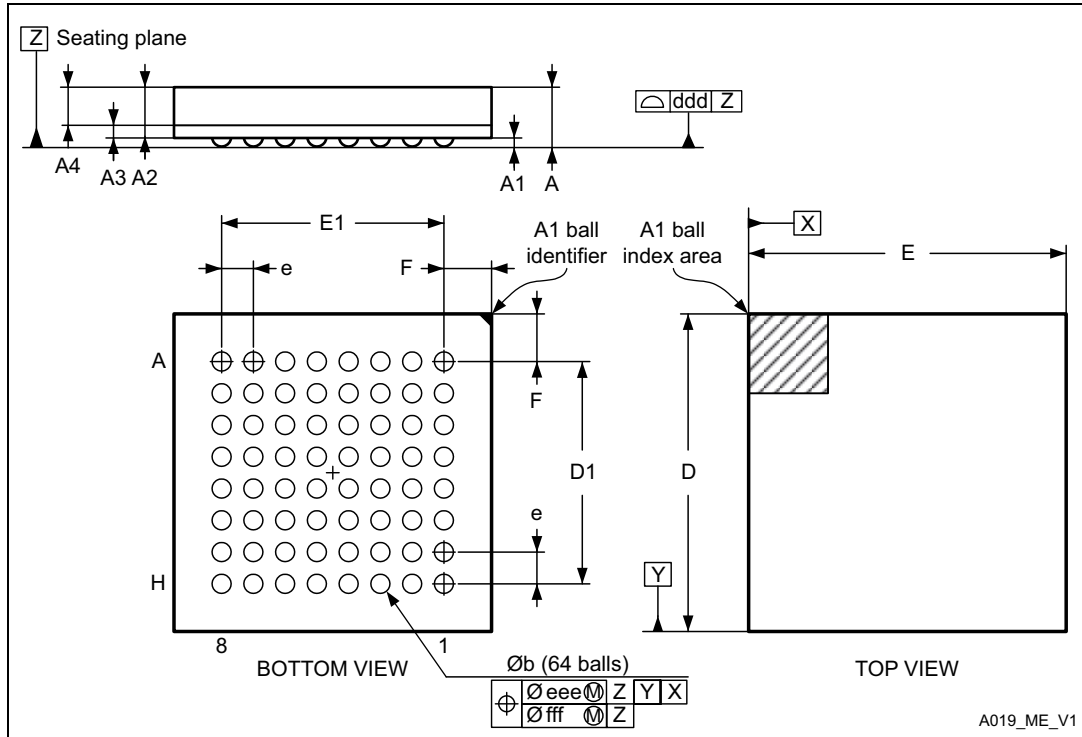 Z Seating plane
ddd Z
A4
A3 A2
A1
A
E1
A1 ball
identifier
A1 ball
index area
X
e
F
E
A
F
D1
D
e
H
Y
8
1
BOTTOM VIEW
Øb (64 balls)
TOP VIEW
Ø eee Ⓜ Z Y X
Ø fff Ⓜ Z
A019_ME_V1